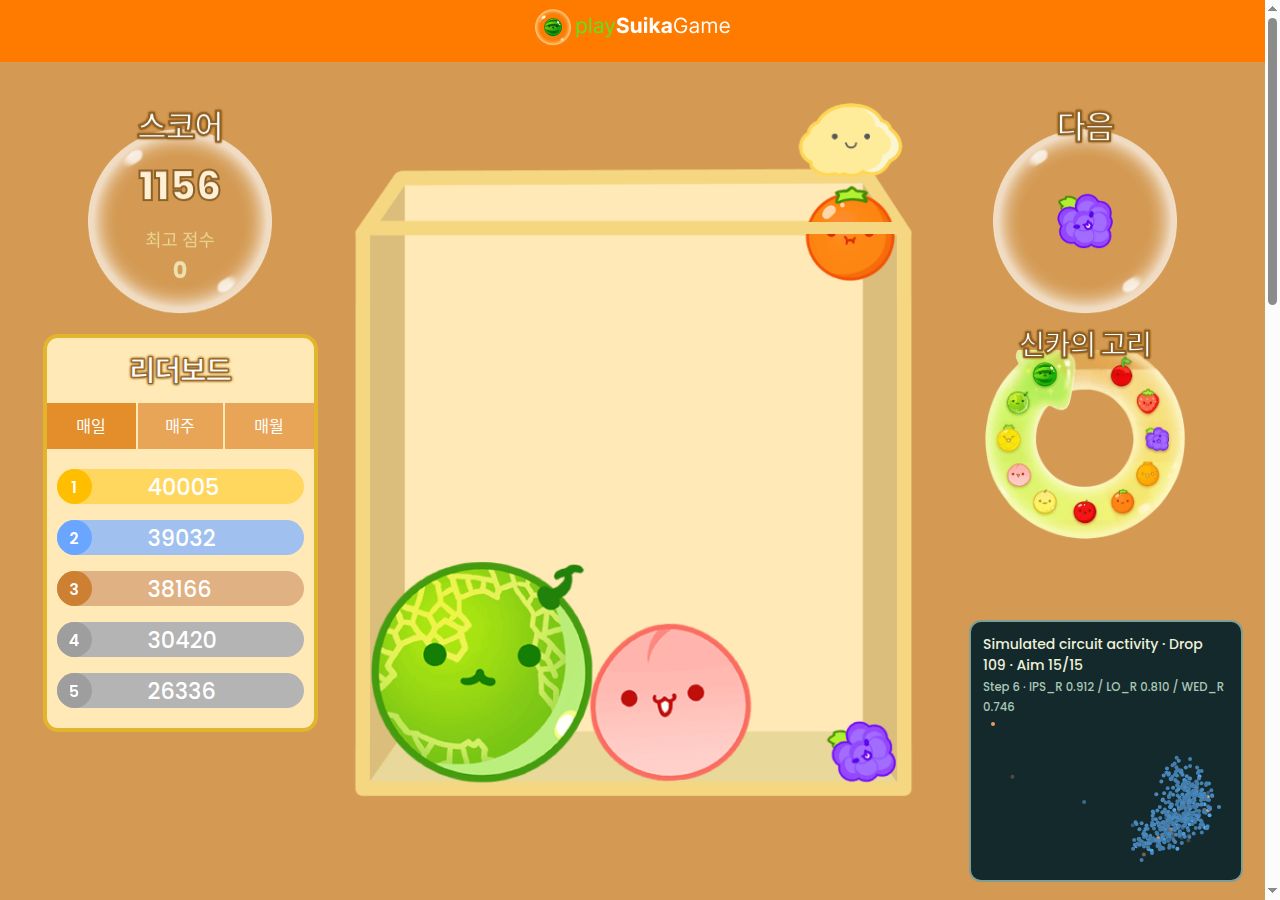 playSuikaGame
스코어
1156
최고 점수
0
리더보드
매일 매주 매월
1 40005
2 39032
3 38166
4 30420
5 26336
다음
신카의 고리
Simulated circuit activity · Drop
109 · Aim 15/15
Step 6 · IPS_R 0.912 / LO_R 0.810 / WED_R
0.746